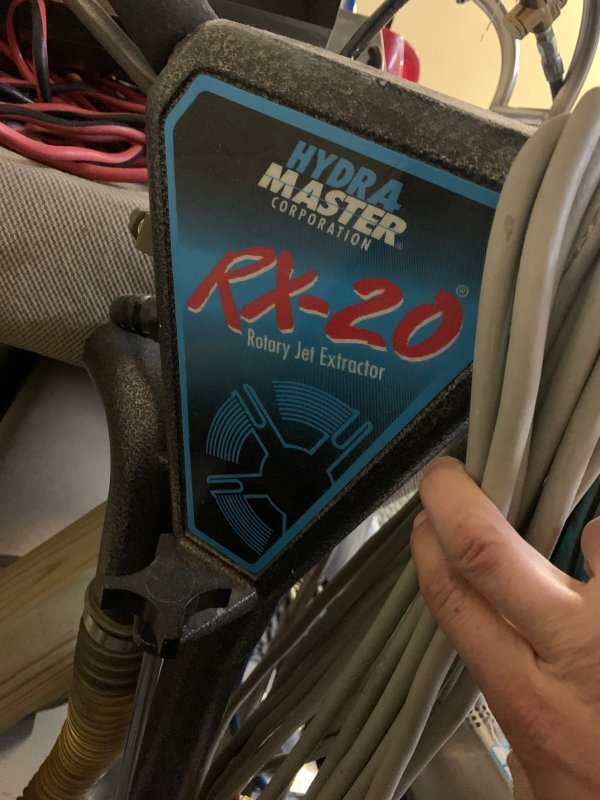 HYDRA
MASTER®
CORPORATION
RX-20®
Rotary Jet Extractor